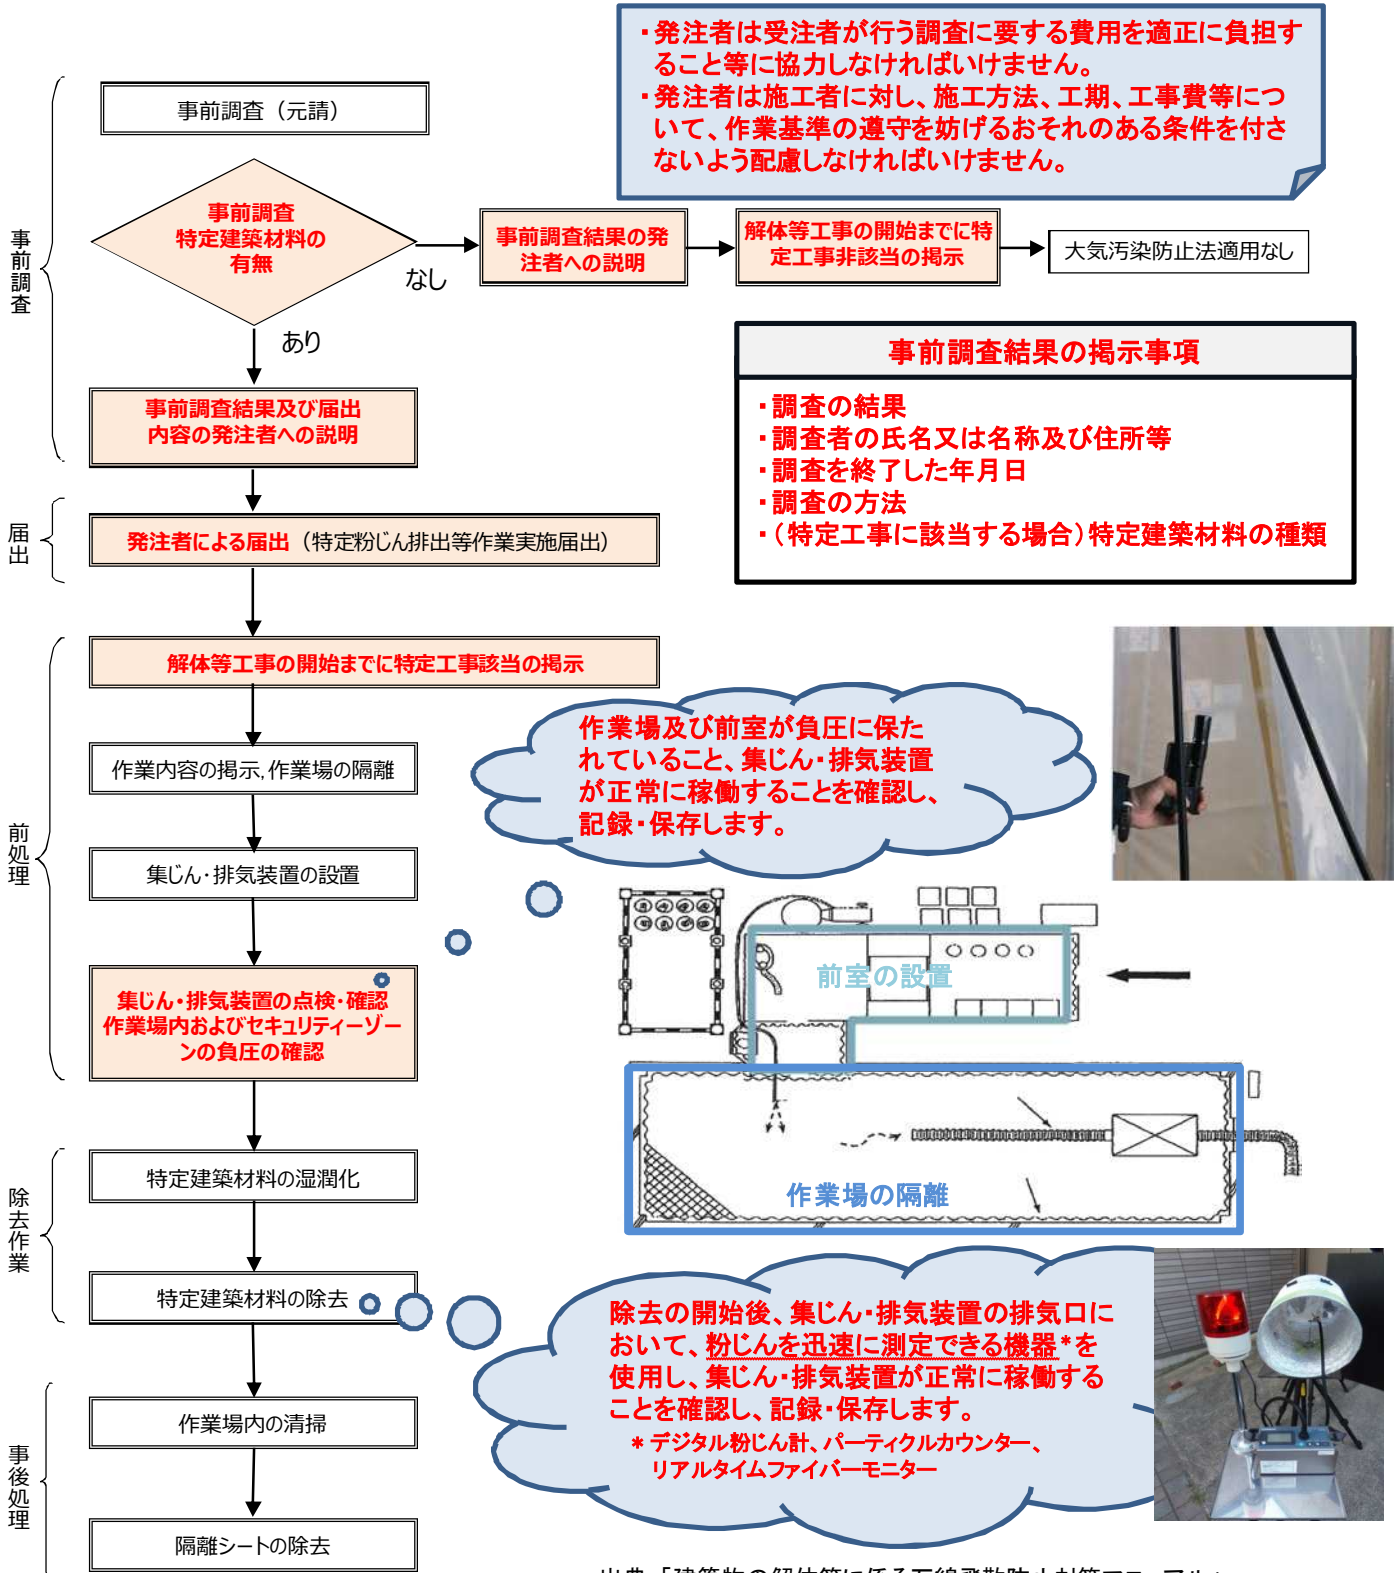 ・発注者は受注者が行う調査に要する費用を適正に負担す
ること等に協力しなければいけません。
・発注者は施工者に対し、施工方法、工期、工事費等につ
いて、作業基準の遵守を妨げるおそれのある条件を付さ
ないよう配慮しなければいけません。
事前調査
事前調査（元請）
事前調査
特定建築材料の
有無
なし
事前調査結果の発
注者への説明
解体等工事の開始までに特
定工事非該当の掲示
大気汚染防止法適用なし
あり
事前調査結果及び届出
内容の発注者への説明
事前調査結果の掲示事項
・調査の結果
・調査者の氏名又は名称及び住所等
・調査を終了した年月日
・調査の方法
・（特定工事に該当する場合）特定建築材料の種類
届出
発注者による届出（特定粉じん排出等作業実施届出）
前処理
解体等工事の開始までに特定工事該当の掲示
作業内容の掲示,作業場の隔離
集じん・排気装置の設置
集じん・排気装置の点検・確認
作業場内およびセキュリティーゾー
ンの負圧の確認
作業場及び前室が負圧に保た
れていること、集じん・排気装置
が正常に稼働することを確認し、
記録・保存します。
前室の設置
作業場の隔離
除去作業
特定建築材料の湿潤化
特定建築材料の除去
除去の開始後、集じん・排気装置の排気口に
おいて、粉じんを迅速に測定できる機器*を
使用し、集じん・排気装置が正常に稼働する
ことを確認し、記録・保存します。
*デジタル粉じん計、パーティクルカウンター、
リアルタイムファイバーモニター
事後処理
作業場内の清掃
隔離シートの除去
出典「建築物の解体等に係る石綿飛散防止対策マニュアル」